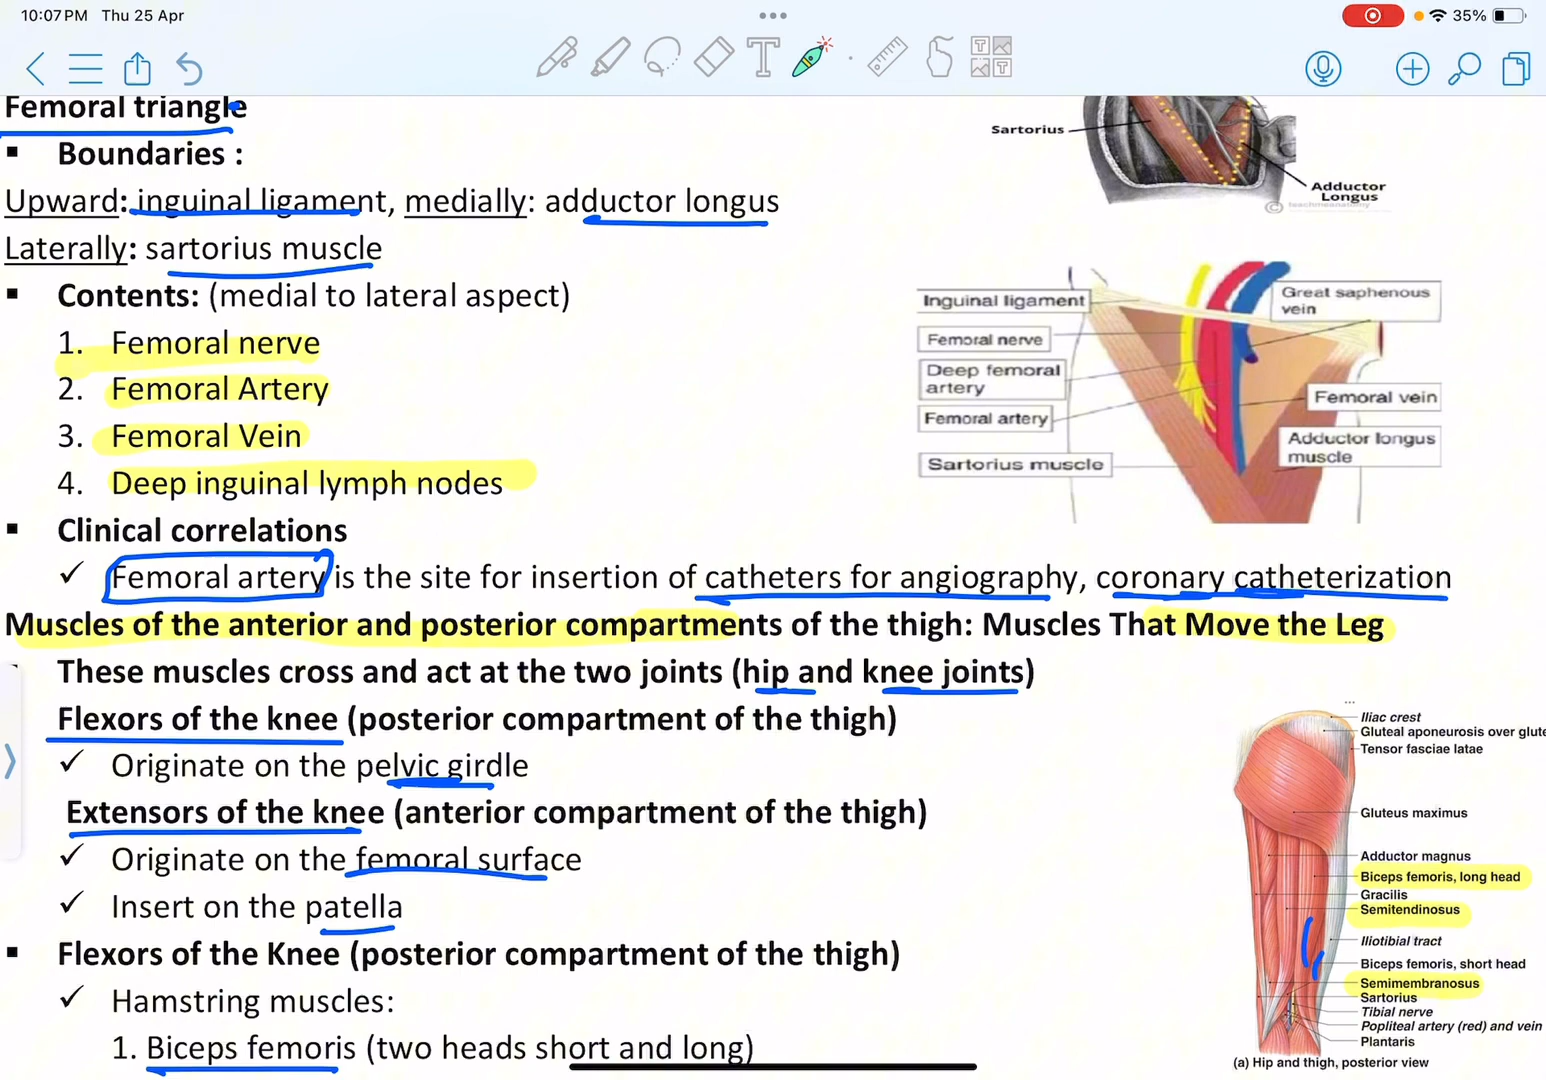 10:07 PM Thu 25 Apr
35%
Femoral triangle
▪ Boundaries :
Upward: inguinal ligament, medially: adductor longus
Laterally: sartorius muscle
▪ Contents: (medial to lateral aspect)
1. Femoral nerve
2. Femoral Artery
3. Femoral Vein
4. Deep inguinal lymph nodes
▪ Clinical correlations
✓ Femoral artery is the site for insertion of catheters for angiography, coronary catheterization
Muscles of the anterior and posterior compartments of the thigh: Muscles That Move the Leg
These muscles cross and act at the two joints (hip and knee joints)
Flexors of the knee (posterior compartment of the thigh)
✓ Originate on the pelvic girdle
Extensors of the knee (anterior compartment of the thigh)
✓ Originate on the femoral surface
✓ Insert on the patella
▪ Flexors of the Knee (posterior compartment of the thigh)
✓ Hamstring muscles:
1. Biceps femoris (two heads short and long)
Sartorius
Adductor
Longus
© teachmeanatomy
Inguinal ligament
Femoral nerve
Deep femoral
artery
Femoral artery
Sartorius muscle
Great saphenous
vein
Femoral vein
Adductor longus
muscle
Iliac crest
Gluteal aponeurosis over glute
Tensor fasciae latae
Gluteus maximus
Adductor magnus
Biceps femoris, long head
Gracilis
Semitendinosus
Iliotibial tract
Biceps femoris, short head
Semimembranosus
Sartorius
Tibial nerve
Popliteal artery (red) and vein
Plantaris
(a) Hip and thigh, posterior view